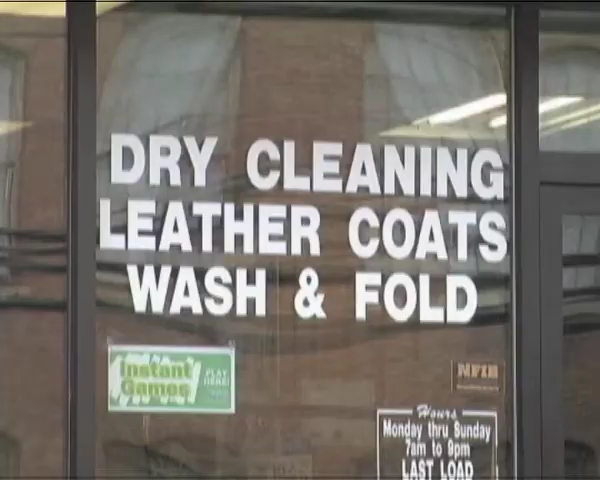 DRY CLEANING
LEATHER COATS
WASH & FOLD
Instant
Games
PLAY
HERE!
NFIB
Hours
Monday thru Sunday
7am to 9pm
LAST LOAD